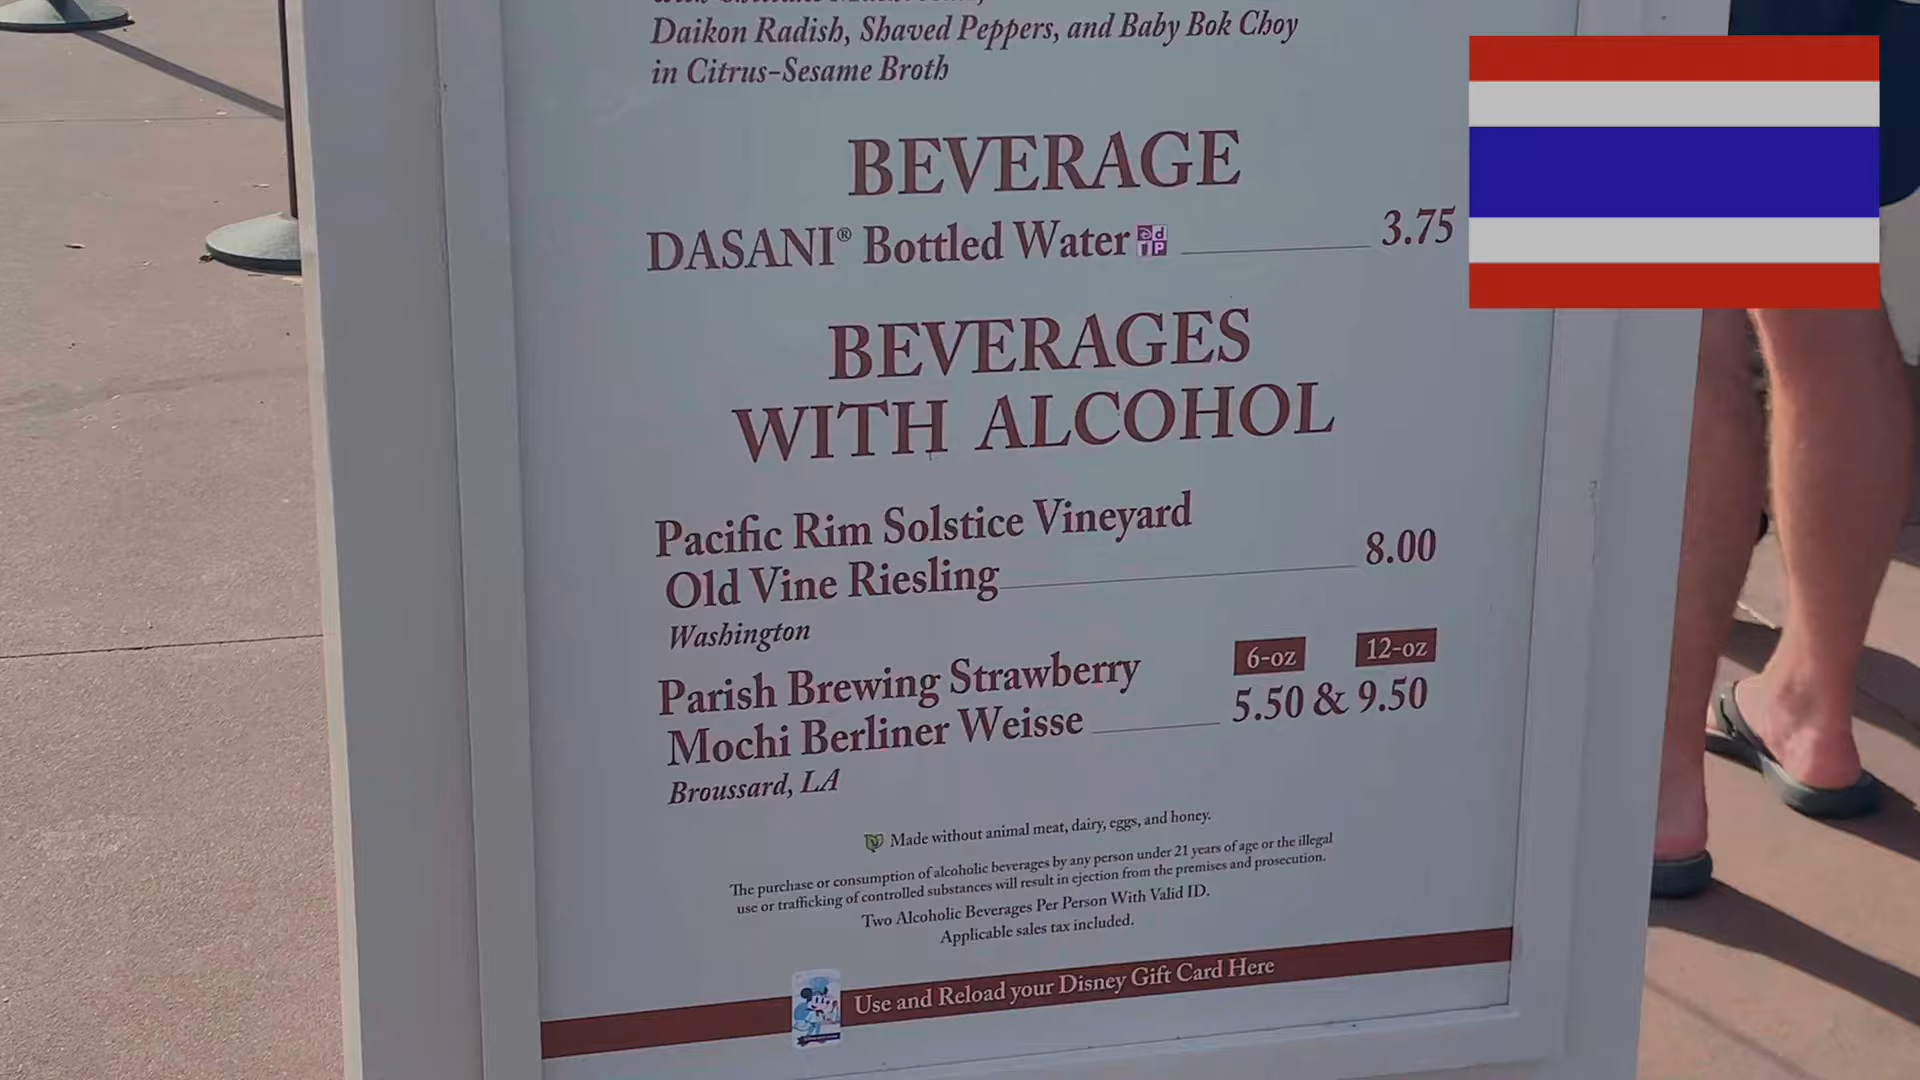 Daikon Radish, Shaved Peppers, and Baby Bok Choy
in Citrus-Sesame Broth
BEVERAGE
DASANI® Bottled Water 3.75
BEVERAGES
WITH ALCOHOL
Pacific Rim Solstice Vineyard
Old Vine Riesling 8.00
Washington
6-oz 12-oz
Parish Brewing Strawberry
Mochi Berliner Weisse 5.50 & 9.50
Broussard, LA
Made without animal meat, dairy, eggs, and honey.
The purchase or consumption of alcoholic beverages by any person under 21 years of age or the illegal
use or trafficking of controlled substances will result in ejection from the premises and prosecution.
Two Alcoholic Beverages Per Person With Valid ID.
Applicable sales tax included.
Use and Reload your Disney Gift Card Here